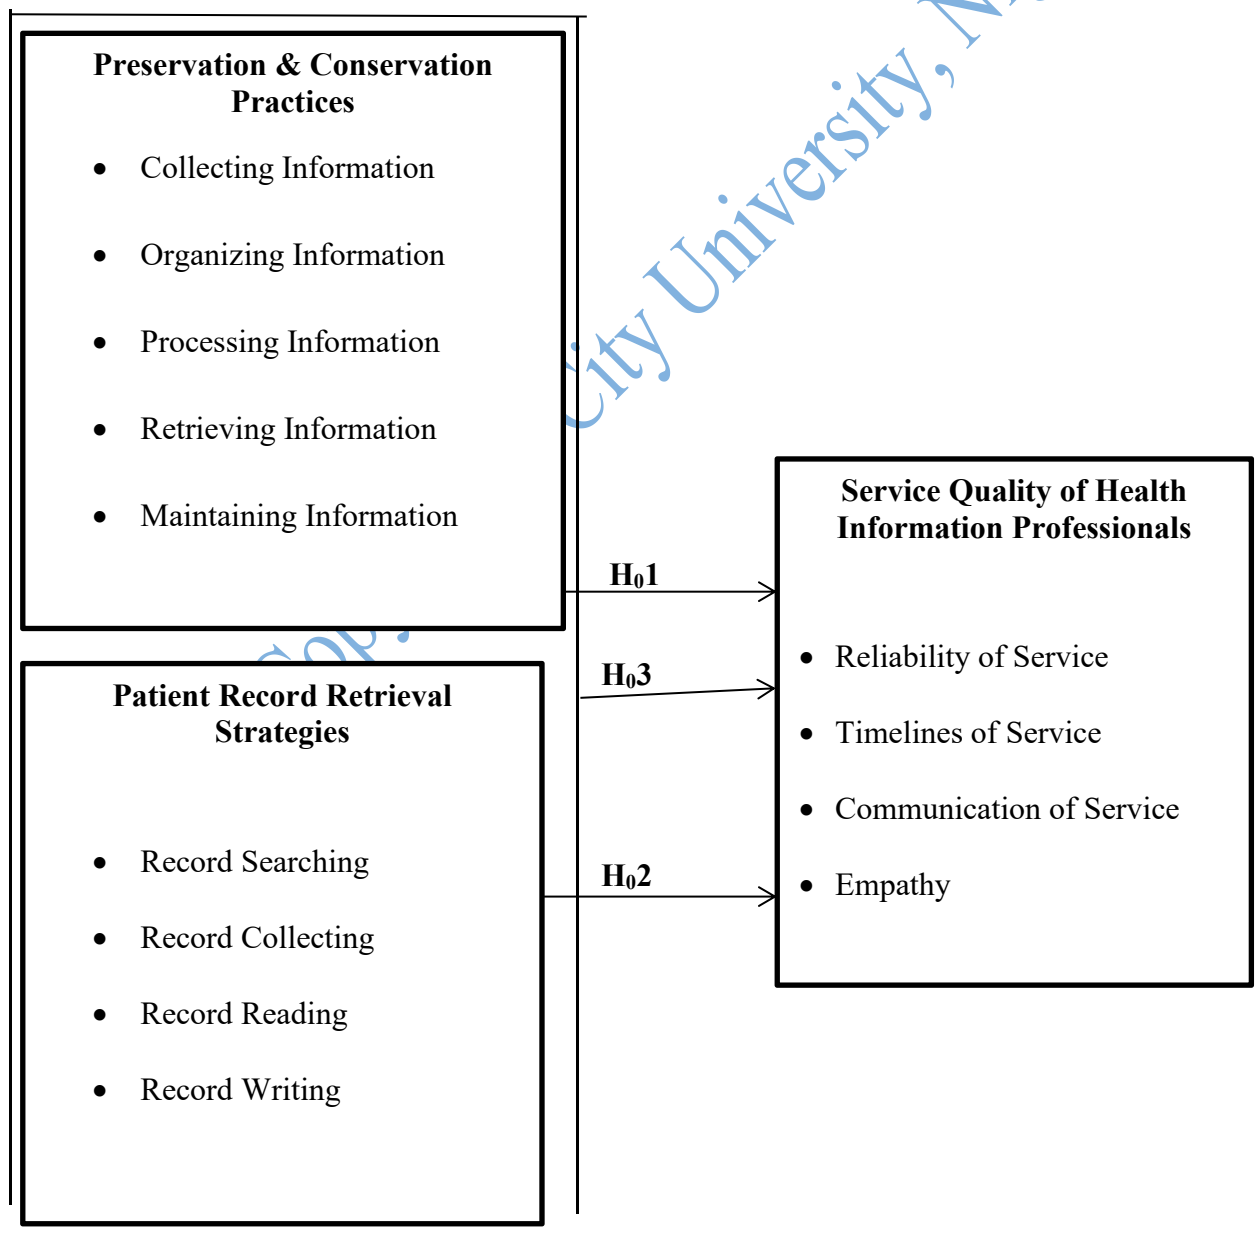 Preservation & Conservation
Practices
• Collecting Information
• Organizing Information
• Processing Information
• Retrieving Information
• Maintaining Information
H₀1
H₀3
H₀2
Patient Record Retrieval
Strategies
• Record Searching
• Record Collecting
• Record Reading
• Record Writing
Service Quality of Health
Information Professionals
• Reliability of Service
• Timelines of Service
• Communication of Service
• Empathy
City University,